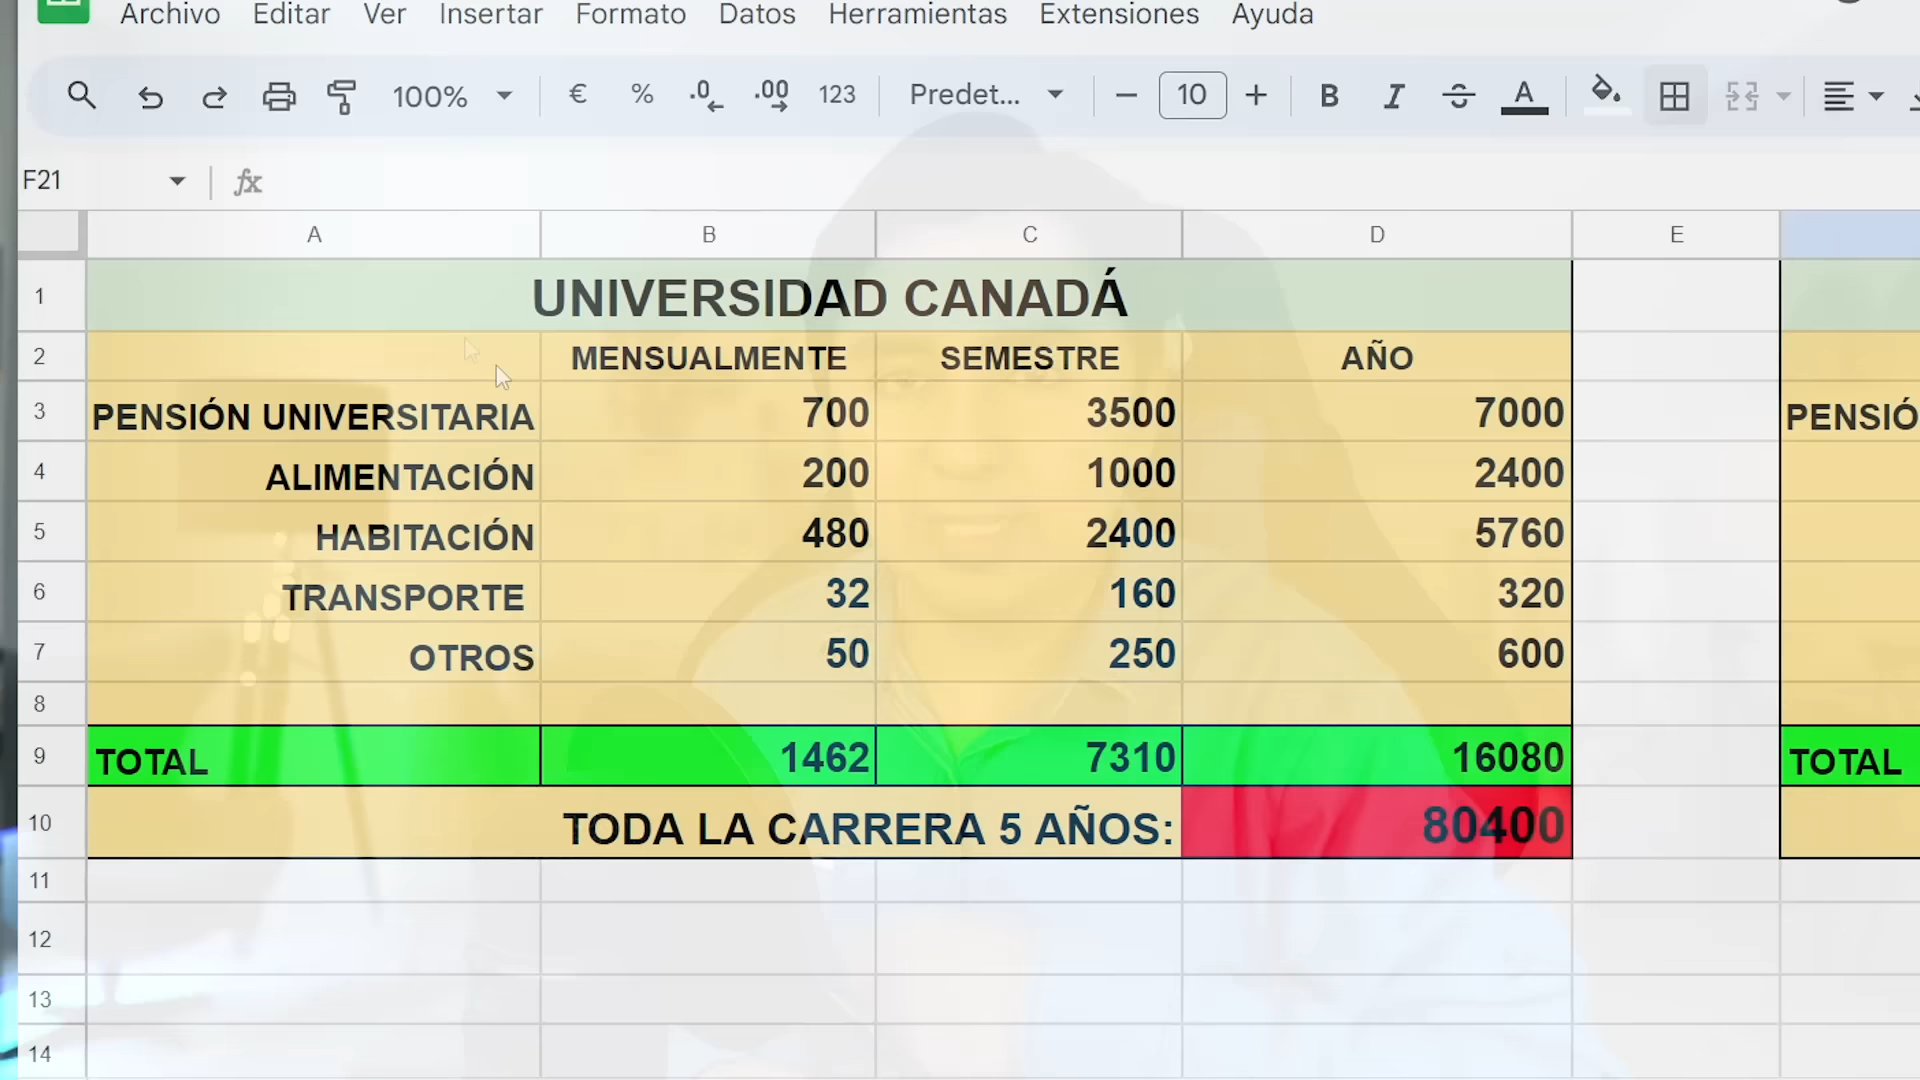 Archivo Editar Ver Insertar Formato Datos Herramientas Extensiones Ayuda
100% € % .0 .00 123 Predet... 10 B I S A
F21 fx
A B C D E
1 UNIVERSIDAD CANADÁ
2 MENSUALMENTE SEMESTRE AÑO
3 PENSIÓN UNIVERSITARIA 700 3500 7000 PENSIÓ
4 ALIMENTACIÓN 200 1000 2400
5 HABITACIÓN 480 2400 5760
6 TRANSPORTE 32 160 320
7 OTROS 50 250 600
8
9 TOTAL 1462 7310 16080 TOTAL
10 TODA LA CARRERA 5 AÑOS: 80400
11
12
13
14